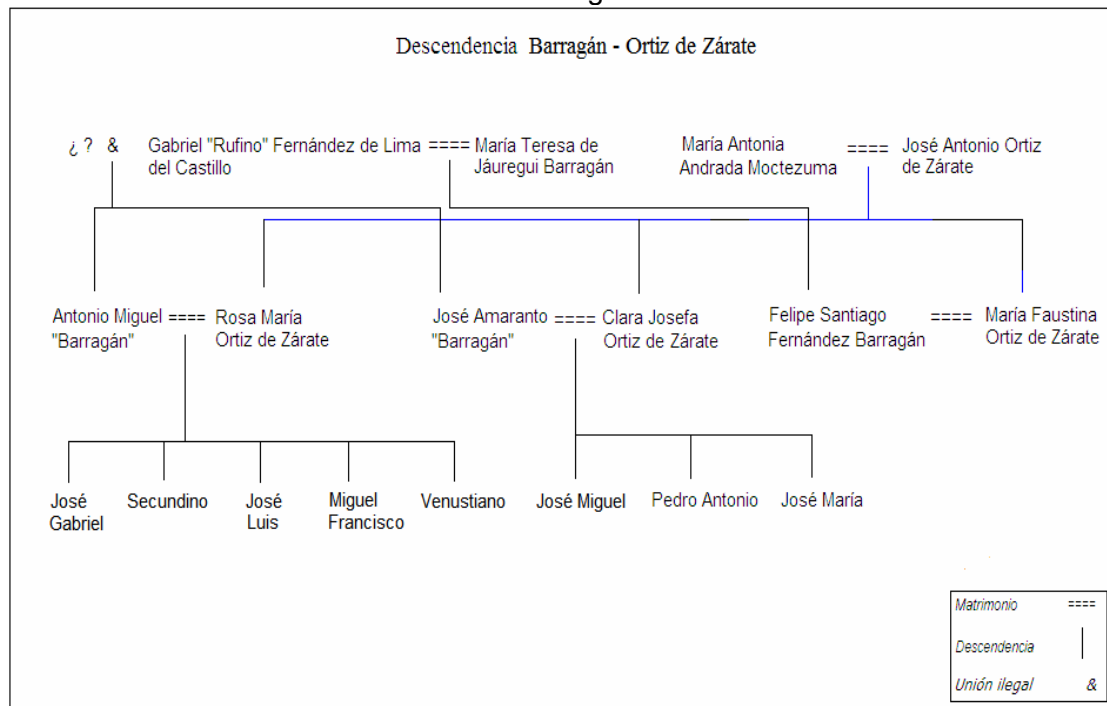 Descendencia Barragán - Ortiz de Zárate
¿ ? & Gabriel "Rufino" Fernández de Lima ==== María Teresa de
del Castillo Jáuregui Barragán
María Antonia ==== José Antonio Ortiz
Andrada Moctezuma de Zárate
Antonio Miguel ==== Rosa María
"Barragán" Ortiz de Zárate
José Amaranto ==== Clara Josefa
"Barragán" Ortiz de Zárate
Felipe Santiago ==== María Faustina
Fernández Barragán Ortiz de Zárate
José
Gabriel
Secundino
José
Luis
Miguel
Francisco
Venustiano
José Miguel
Pedro Antonio
José María
Matrimonio ====
Descendencia
Unión ilegal &